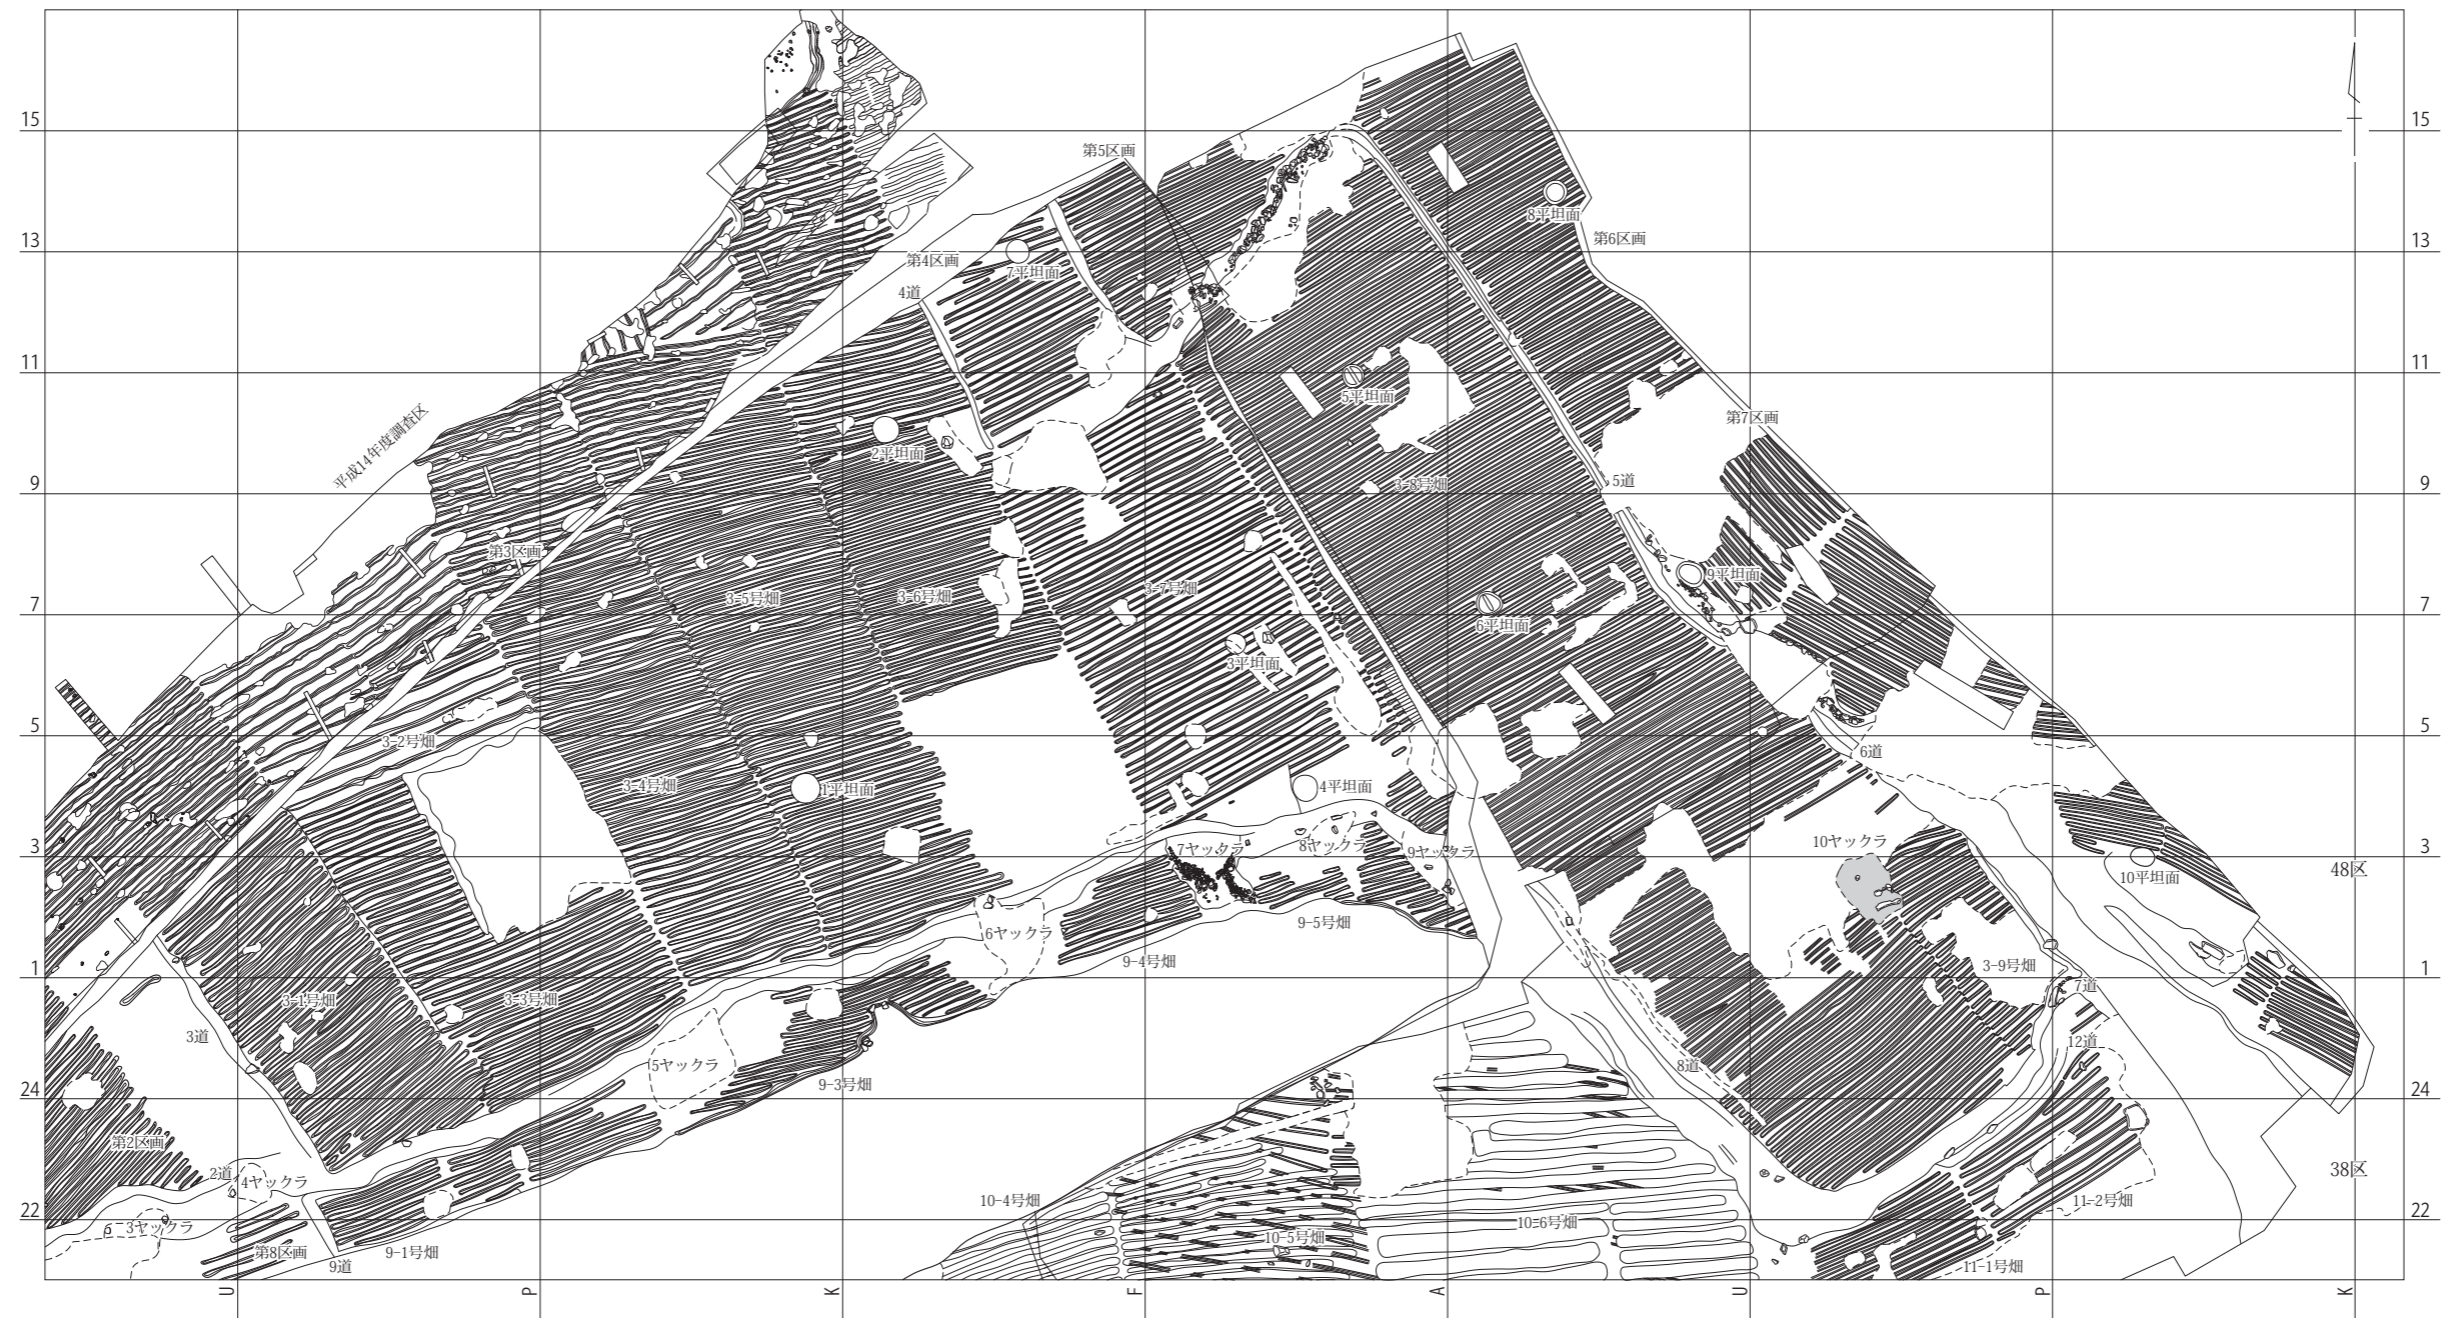 15
15
第5区画
8平坦面
13
第6区画
13
第4区画
7平坦面
4道
11
11
5平坦面
平成14年度調査区
第7区画
2平坦面
9
3-8号畑
5道
9
第3区画
9平坦面
3-5号畑
3-6号畑
3-7号畑
7
6平坦面
7
3平坦面
5
3-2号畑
6道
5
3-4号畑
1平坦面
4平坦面
3
7ヤックラ
8ヤックラ
9ヤックラ
10ヤックラ
3
48区
10平坦面
6ヤックラ
9-5号畑
9-4号畑
3-9号畑
1
1
3-1号畑
3-3号畑
7道
3道
12道
5ヤックラ
8道
9-3号畑
24
24
第2区画
2道
4ヤックラ
38区
10-4号畑
11-2号畑
22
3ヤックラ
10-6号畑
22
第8区画
9-1号畑
10-5号畑
9道
11-1号畑
U
P
K
F
A
U
P
K